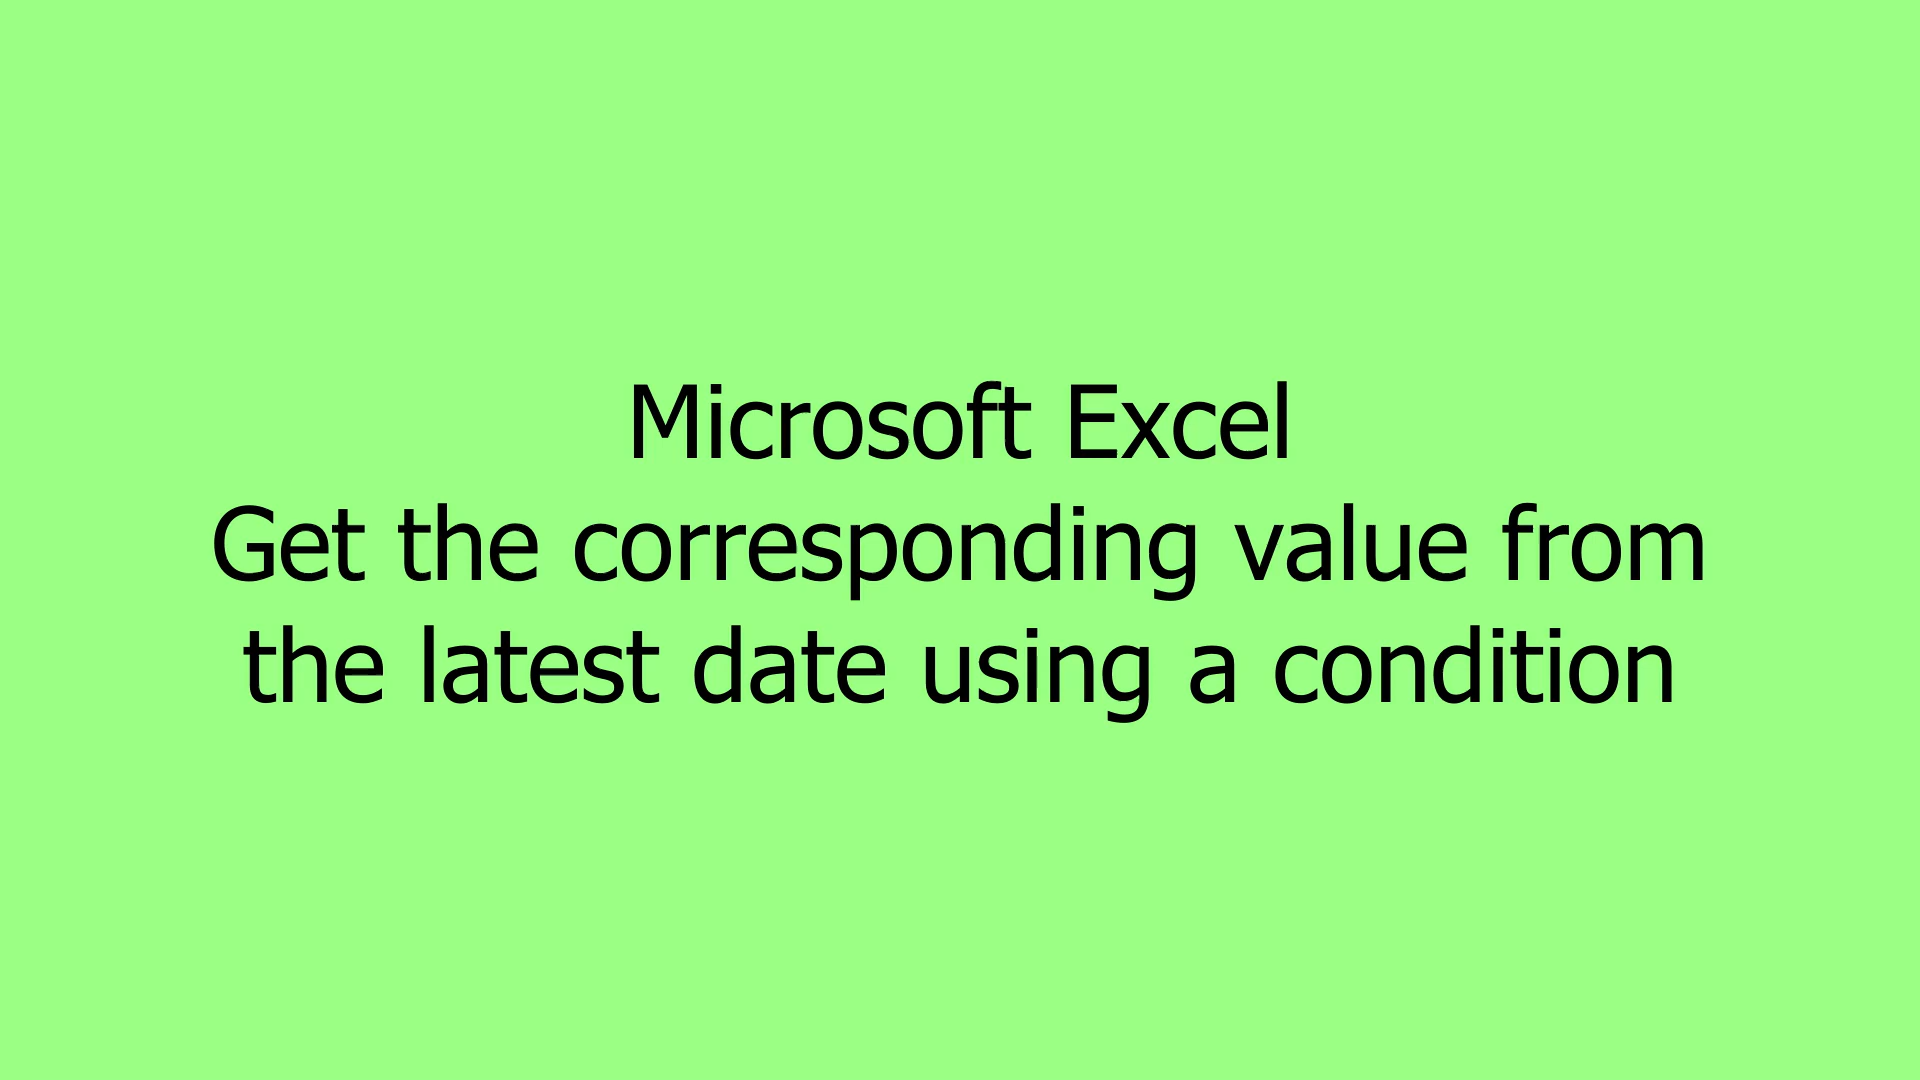 Microsoft Excel
Get the corresponding value from
the latest date using a condition